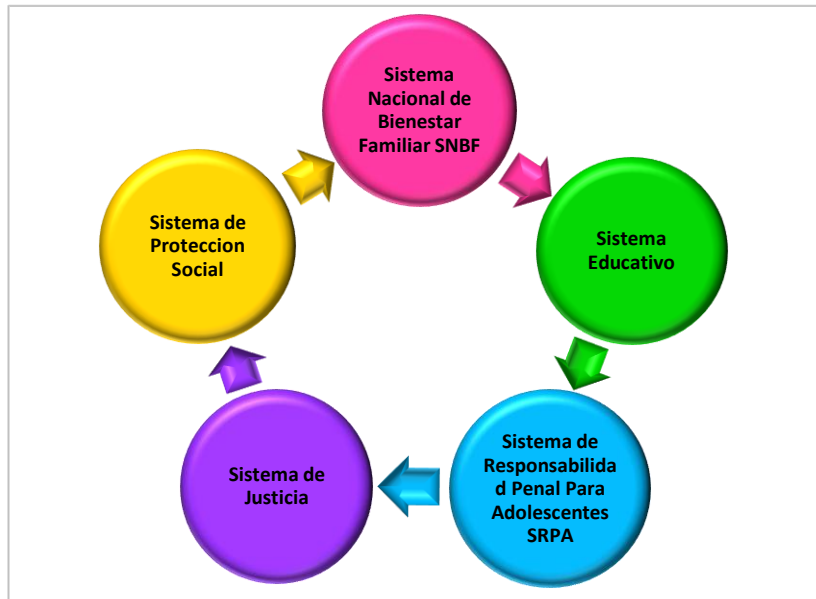 Sistema
Nacional de
Bienestar
Familiar SNBF
Sistema
Educativo
Sistema de
Responsabilida
d Penal Para
Adolescentes
SRPA
Sistema de
Justicia
Sistema de
Proteccion
Social